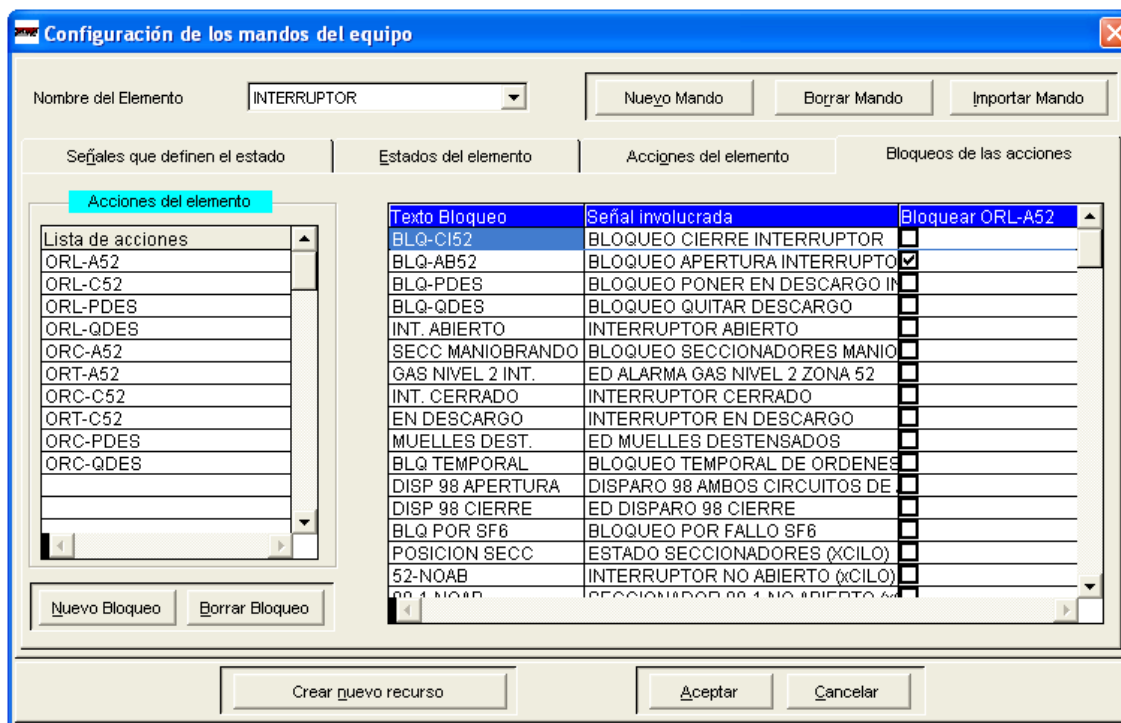 Configuración de los mandos del equipo
Nombre del Elemento INTERRUPTOR Nuevo Mando Borrar Mando Importar Mando
Señales que definen el estado Estados del elemento Acciones del elemento Bloqueos de las acciones
Acciones del elemento
Lista de acciones
ORL-A52
ORL-C52
ORL-PDES
ORL-QDES
ORC-A52
ORT-A52
ORC-C52
ORT-C52
ORC-PDES
ORC-QDES
Nuevo Bloqueo Borrar Bloqueo
Texto Bloqueo Señal involucrada Bloquear ORL-A52
BLQ-CI52 BLOQUEO CIERRE INTERRUPTOR
BLQ-AB52 BLOQUEO APERTURA INTERRUPTO
BLQ-PDES BLOQUEO PONER EN DESCARGO IN
BLQ-QDES BLOQUEO QUITAR DESCARGO
INT. ABIERTO INTERRUPTOR ABIERTO
SECC MANIOBRANDO BLOQUEO SECCIONADORES MANIO
GAS NIVEL 2 INT. ED ALARMA GAS NIVEL 2 ZONA 52
INT. CERRADO INTERRUPTOR CERRADO
EN DESCARGO INTERRUPTOR EN DESCARGO
MUELLES DEST. ED MUELLES DESTENSADOS
BLQ TEMPORAL BLOQUEO TEMPORAL DE ORDENES
DISP 98 APERTURA DISPARO 98 AMBOS CIRCUITOS DE
DISP 98 CIERRE ED DISPARO 98 CIERRE
BLQ POR SF6 BLOQUEO POR FALLO SF6
POSICION SECC ESTADO SECCIONADORES (XCILO)
52-NOAB INTERRUPTOR NO ABIERTO (xCILO)
Crear nuevo recurso Aceptar Cancelar